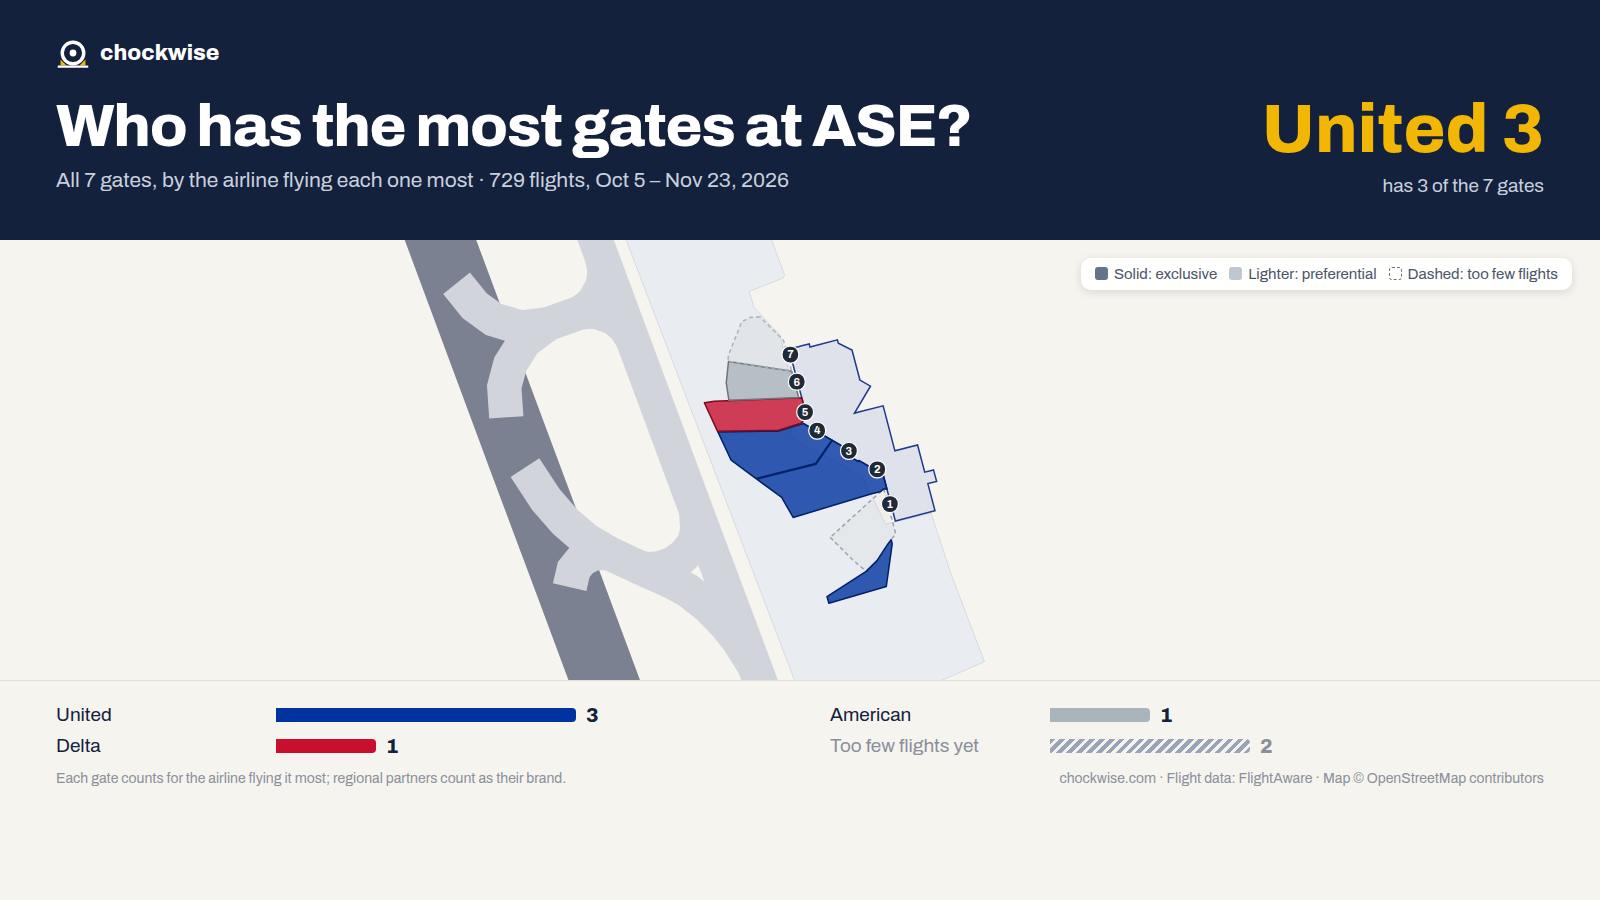 chockwise
Who has the most gates at ASE?
All 7 gates, by the airline flying each one most · 729 flights, Oct 5 – Nov 23, 2026
United 3
has 3 of the 7 gates
Solid: exclusive Lighter: preferential Dashed: too few flights
7
6
5
4
3
2
1
United 3
Delta 1
American 1
Too few flights yet 2
Each gate counts for the airline flying it most; regional partners count as their brand.
chockwise.com · Flight data: FlightAware · Map © OpenStreetMap contributors